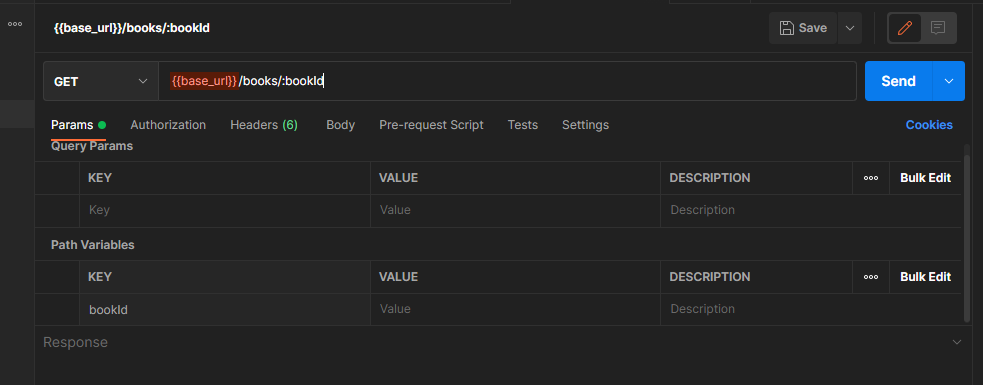 {{base_url}}/books/:bookId Save
GET {{base_url}}/books/:bookId Send
Params Authorization Headers (6) Body Pre-request Script Tests Settings Cookies
Query Params
KEY VALUE DESCRIPTION Bulk Edit
Key Value Description
Path Variables
KEY VALUE DESCRIPTION Bulk Edit
bookId Value Description
Response